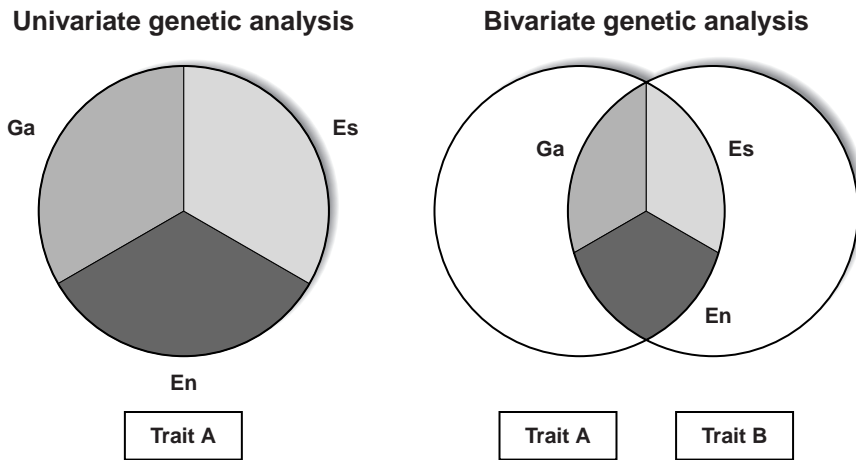 Univariate genetic analysis
Ga
Es
En
Trait A
Bivariate genetic analysis
Ga
Es
En
Trait A
Trait B